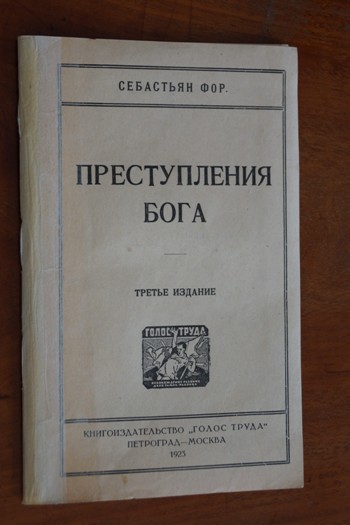 СЕБАСТЬЯН ФОР.
ПРЕСТУПЛЕНИЯ
БОГА
ТРЕТЬЕ ИЗДАНИЕ
ГОЛОС ТРУДА
КНИГОИЗДАТЕЛЬСТВО „ГОЛОС ТРУДА"
ПЕТРОГРАД—МОСКВА
1923